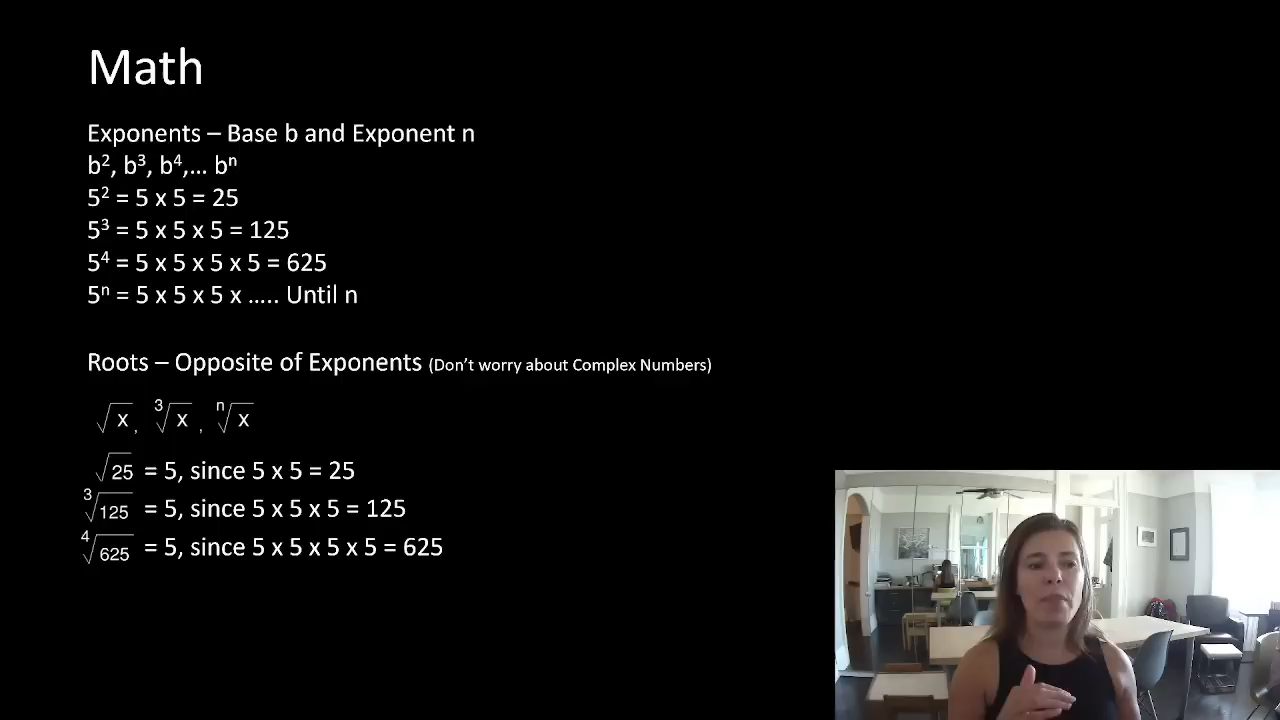 Math
Exponents – Base b and Exponent n
b², b³, b⁴,... bⁿ
5² = 5 x 5 = 25
5³ = 5 x 5 x 5 = 125
5⁴ = 5 x 5 x 5 x 5 = 625
5ⁿ = 5 x 5 x 5 x ..... Until n
Roots – Opposite of Exponents (Don't worry about Complex Numbers)
√x, ³√x, ⁿ√x
√25 = 5, since 5 x 5 = 25
³√125 = 5, since 5 x 5 x 5 = 125
⁴√625 = 5, since 5 x 5 x 5 x 5 = 625